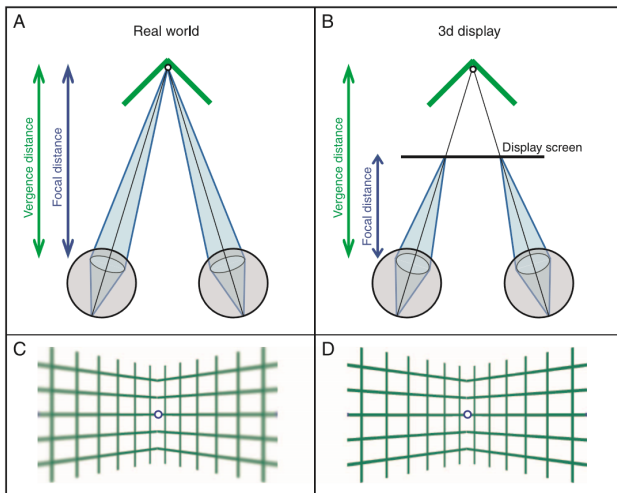 A
Real world
Vergence distance
Focal distance
B
3d display
Vergence distance
Focal distance
Display screen
C
D